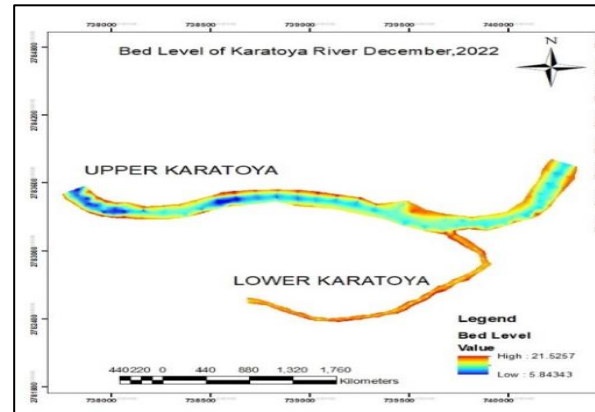 738000 738500 739000 739500 740000
Bed Level of Karatoya River December,2022
N
UPPER KARATOYA
LOWER KARATOYA
Legend
Bed Level
Value
High : 21.5257
Low : 5.84343
440 220 0 440 880 1,320 1,760
Kilometers
738000 738500 739000 739500 740000